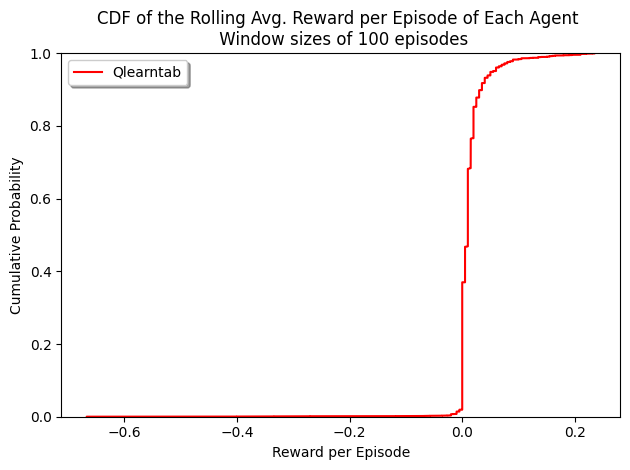 CDF of the Rolling Avg. Reward per Episode of Each Agent
Window sizes of 100 episodes
Qlearntab
Cumulative Probability
1.0
0.8
0.6
0.4
0.2
0.0
−0.6
−0.4
−0.2
0.0
0.2
Reward per Episode